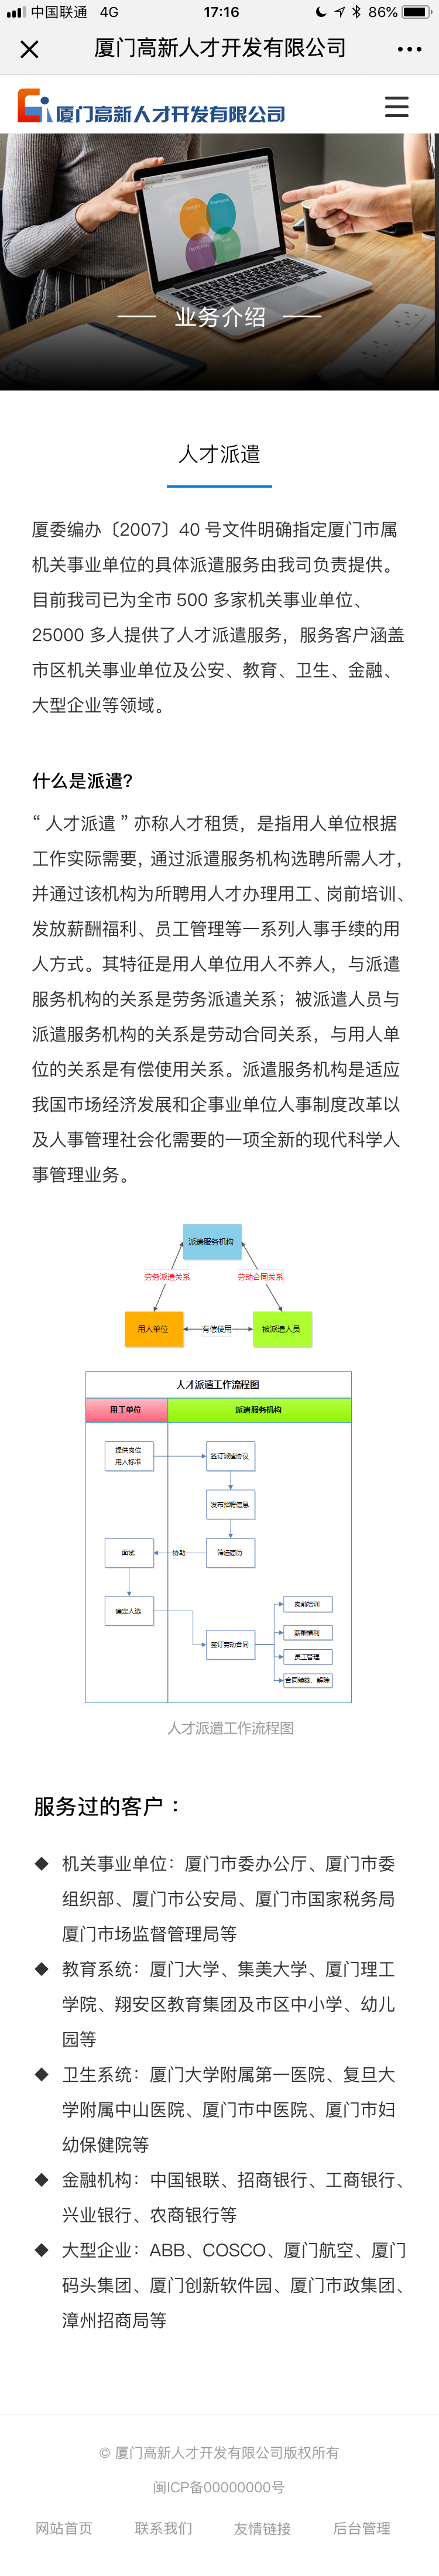 中国联通 4G 17:16 86%
厦门高新人才开发有限公司
厦门高新人才开发有限公司
业务介绍
人才派遣
厦委编办〔2007〕40 号文件明确指定厦门市属
机关事业单位的具体派遣服务由我司负责提供。
目前我司已为全市 500 多家机关事业单位、
25000 多人提供了人才派遣服务，服务客户涵盖
市区机关事业单位及公安、教育、卫生、金融、
大型企业等领域。
什么是派遣?
“人才派遣”亦称人才租赁，是指用人单位根据
工作实际需要，通过派遣服务机构选聘所需人才，
并通过该机构为所聘用人才办理用工、岗前培训、
发放薪酬福利、员工管理等一系列人事手续的用
人方式。其特征是用人单位用人不养人，与派遣
服务机构的关系是劳务派遣关系；被派遣人员与
派遣服务机构的关系是劳动合同关系，与用人单
位的关系是有偿使用关系。派遣服务机构是适应
我国市场经济发展和企事业单位人事制度改革以
及人事管理社会化需要的一项全新的现代科学人
事管理业务。
派遣服务机构
劳务派遣关系 劳动合同关系
用人单位 有偿使用 被派遣人员
人才派遣工作流程图
用工单位 派遣服务机构
提供岗位
用人标准
签订派遣协议
发布招聘信息
面试 协助 筛选简历
确定人选
岗前培训
薪酬福利
签订劳动合同
员工管理
合同续签、解除
人才派遣工作流程图
服务过的客户：
◆ 机关事业单位：厦门市委办公厅、厦门市委
组织部、厦门市公安局、厦门市国家税务局
厦门市场监督管理局等
◆ 教育系统：厦门大学、集美大学、厦门理工
学院、翔安区教育集团及市区中小学、幼儿
园等
◆ 卫生系统：厦门大学附属第一医院、复旦大
学附属中山医院、厦门市中医院、厦门市妇
幼保健院等
◆ 金融机构：中国银联、招商银行、工商银行、
兴业银行、农商银行等
◆ 大型企业：ABB、COSCO、厦门航空、厦门
码头集团、厦门创新软件园、厦门市政集团、
漳州招商局等
© 厦门高新人才开发有限公司版权所有
闽ICP备00000000号
网站首页 联系我们 友情链接 后台管理